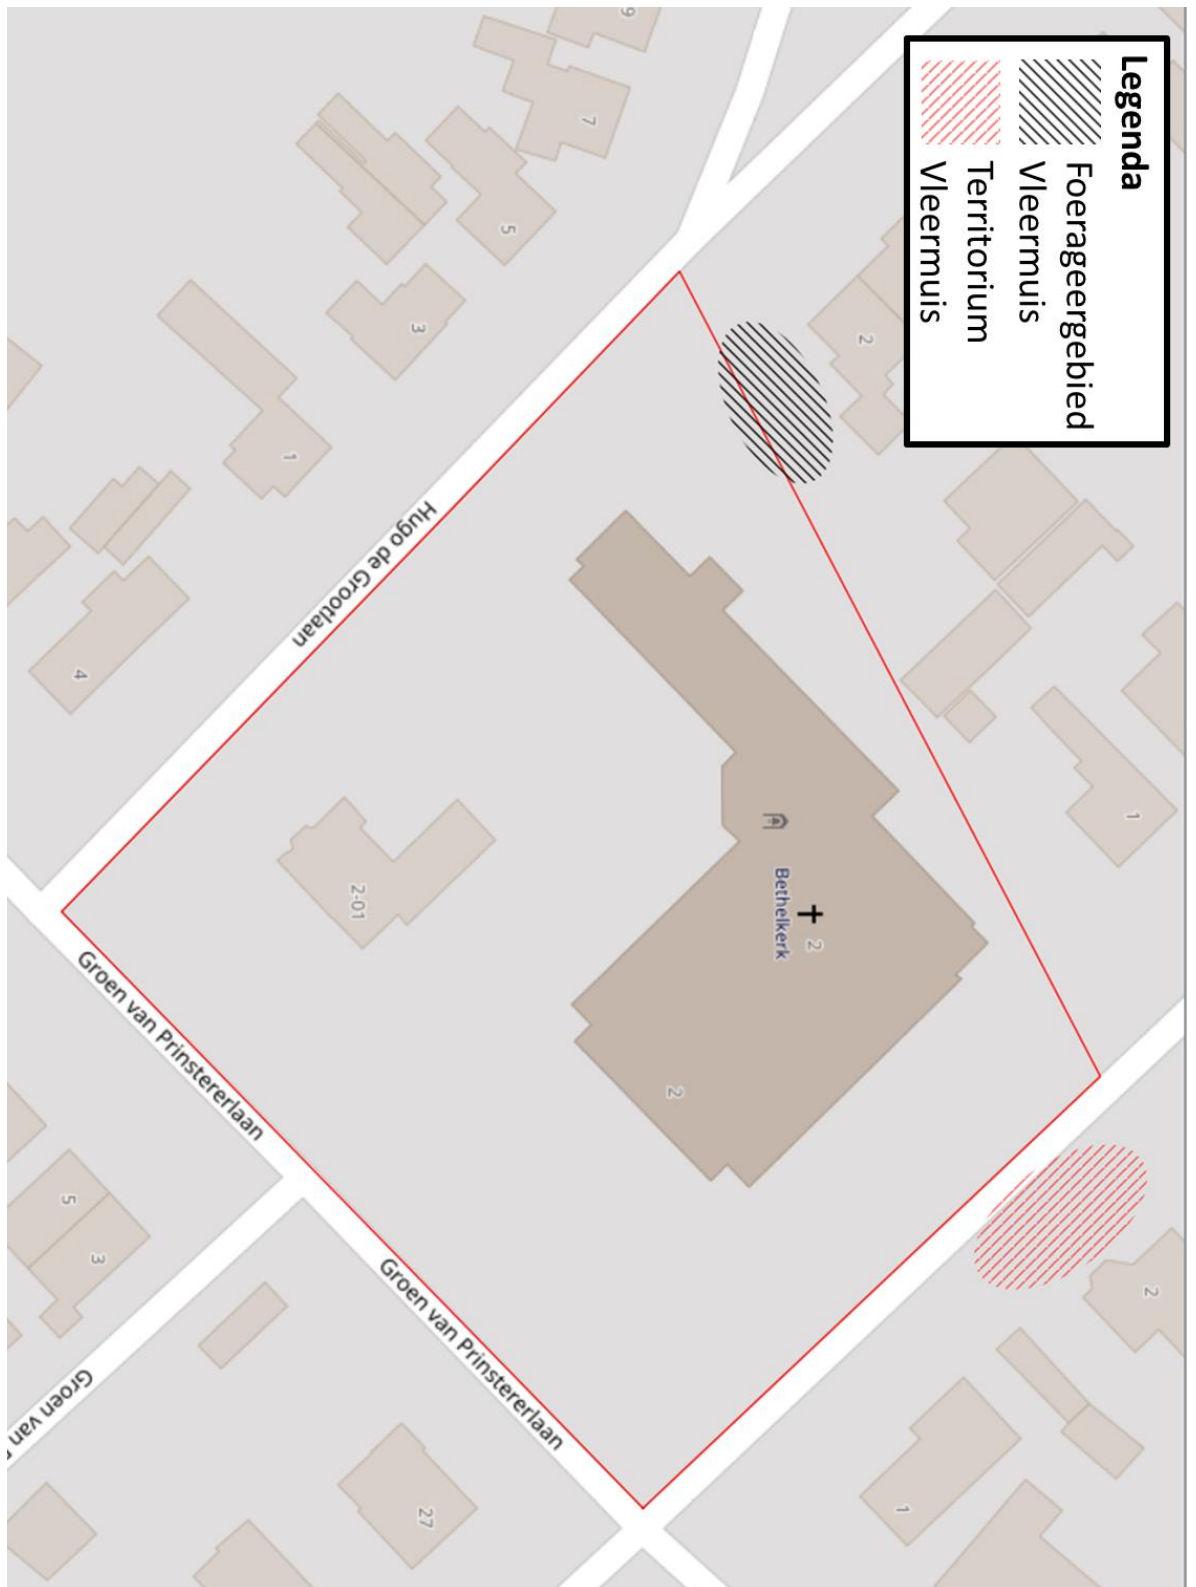 Legenda
Foerageergebied
Vleermuis
Territorium
Vleermuis
9
7
5
3
1
4
2
1
Hugo de Grootlaan
2-01
Bethelkerk
2
2
Groen van Prinstererlaan
Groen van Prinstererlaan
Groen van
5
3
27
2
1